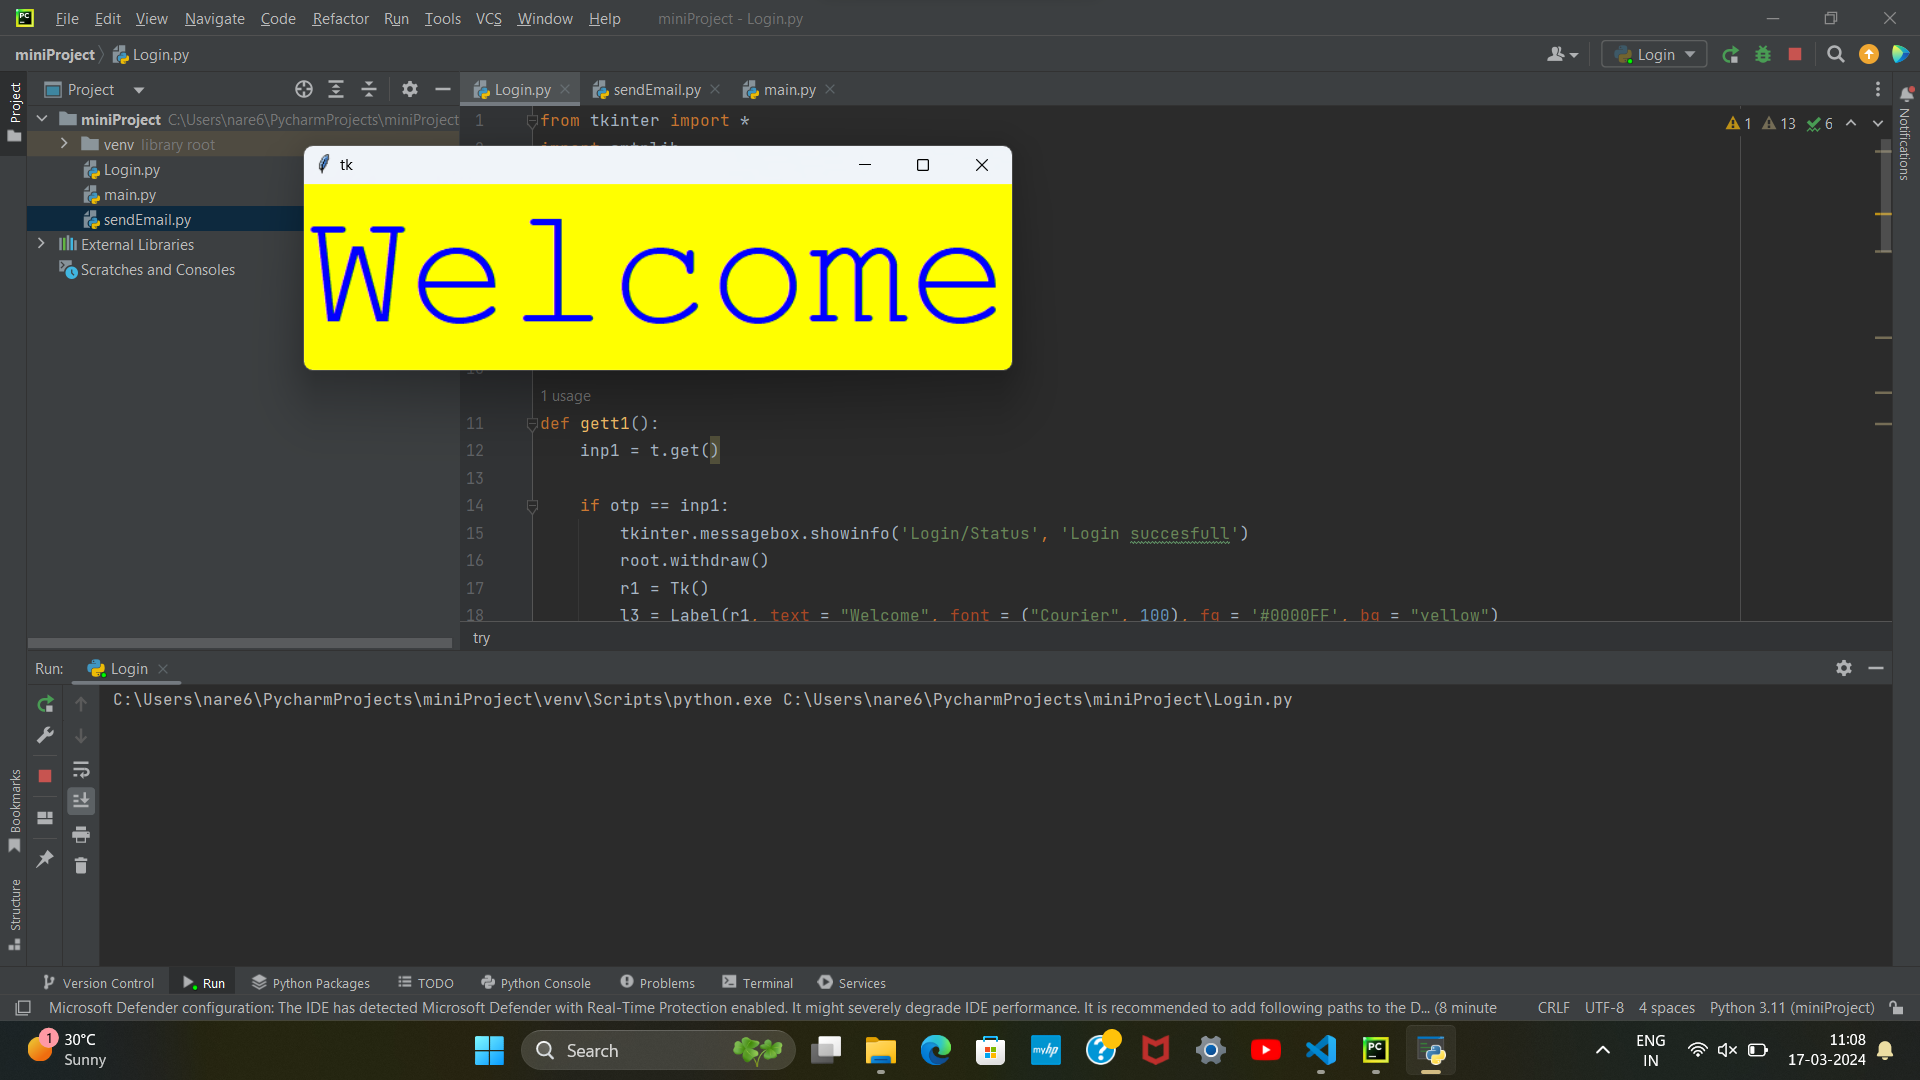 File Edit View Navigate Code Refactor Run Tools VCS Window Help miniProject - Login.py
miniProject Login.py Login
Project Login.py sendEmail.py main.py
Project
miniProject C:\Users\nare6\PycharmProjects\miniProject
venv library root
Login.py
main.py
sendEmail.py
External Libraries
Scratches and Consoles
1 from tkinter import *
1 13 6
Notifications
tk
Welcome
1 usage
11 def gett1():
12 inp1 = t.get()
13
14 if otp == inp1:
15 tkinter.messagebox.showinfo('Login/Status', 'Login succesfull')
16 root.withdraw()
17 r1 = Tk()
18 l3 = Label(r1, text = "Welcome", font = ("Courier", 100), fg = '#0000FF', bg = "yellow")
try
Run: Login
C:\Users\nare6\PycharmProjects\miniProject\venv\Scripts\python.exe C:\Users\nare6\PycharmProjects\miniProject\Login.py
Bookmarks
Structure
Version Control Run Python Packages TODO Python Console Problems Terminal Services
Microsoft Defender configuration: The IDE has detected Microsoft Defender with Real-Time Protection enabled. It might severely degrade IDE performance. It is recommended to add following paths to the D... (8 minute CRLF UTF-8 4 spaces Python 3.11 (miniProject)
1 30°C
Sunny
Search
myhp
PC
ENG
IN
11:08
17-03-2024